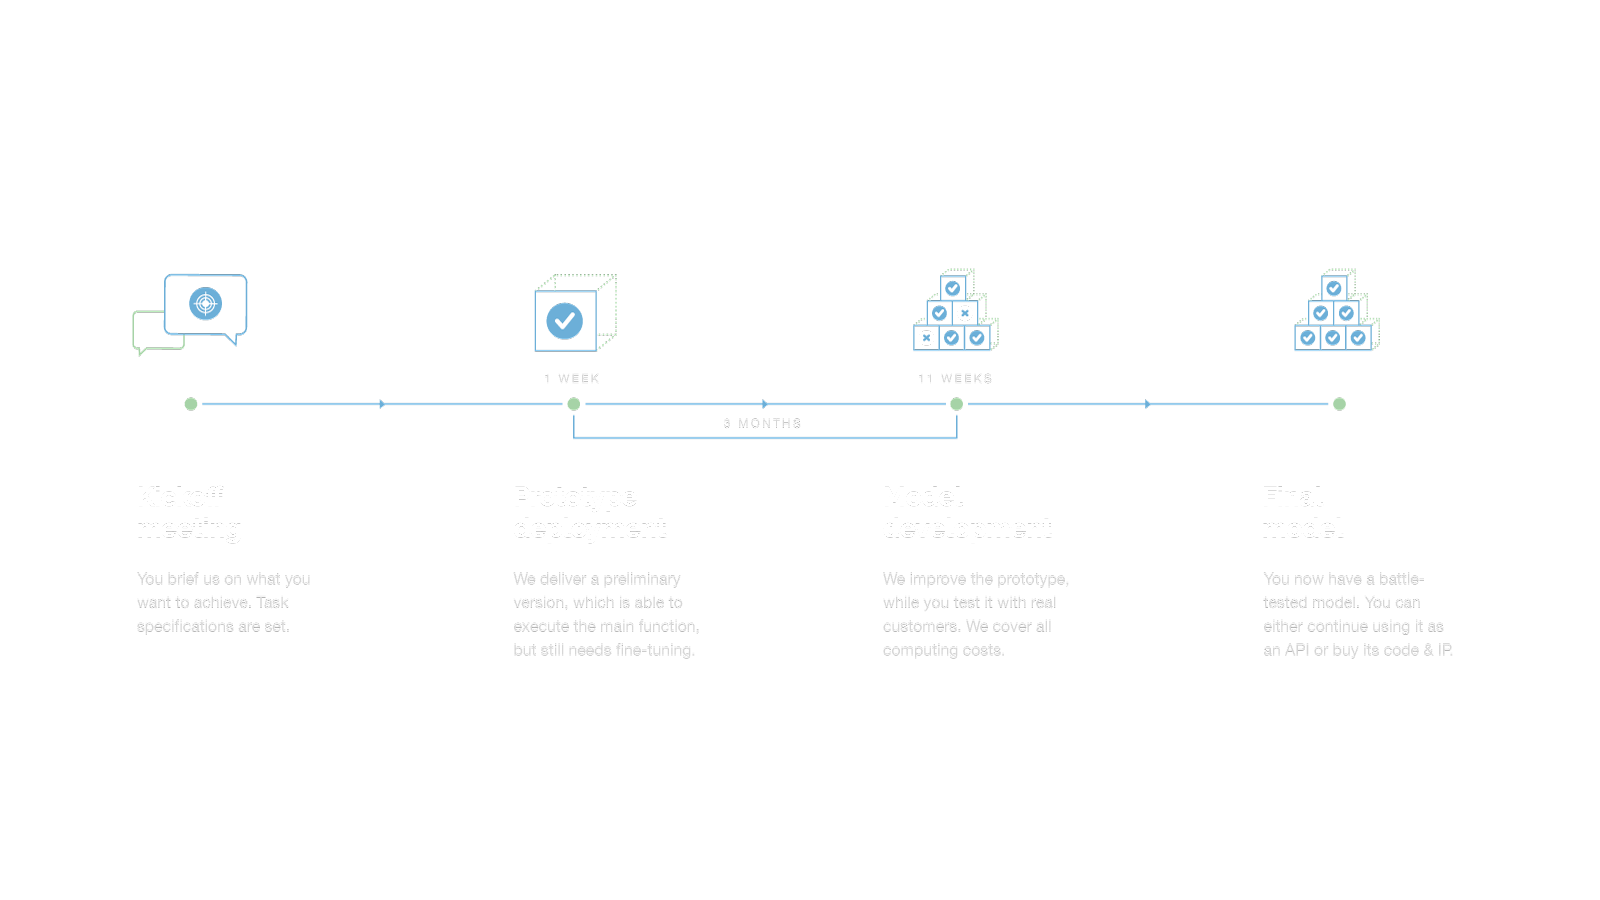 1 WEEK
11 WEEKS
3 MONTHS
Kickoff
meeting
You brief us on what you
want to achieve. Task
specifications are set.
Prototype
deployment
We deliver a preliminary
version, which is able to
execute the main function,
but still needs fine-tuning.
Model
development
We improve the prototype,
while you test it with real
customers. We cover all
computing costs.
Final
model
You now have a battle-
tested model. You can
either continue using it as
an API or buy its code & IP.